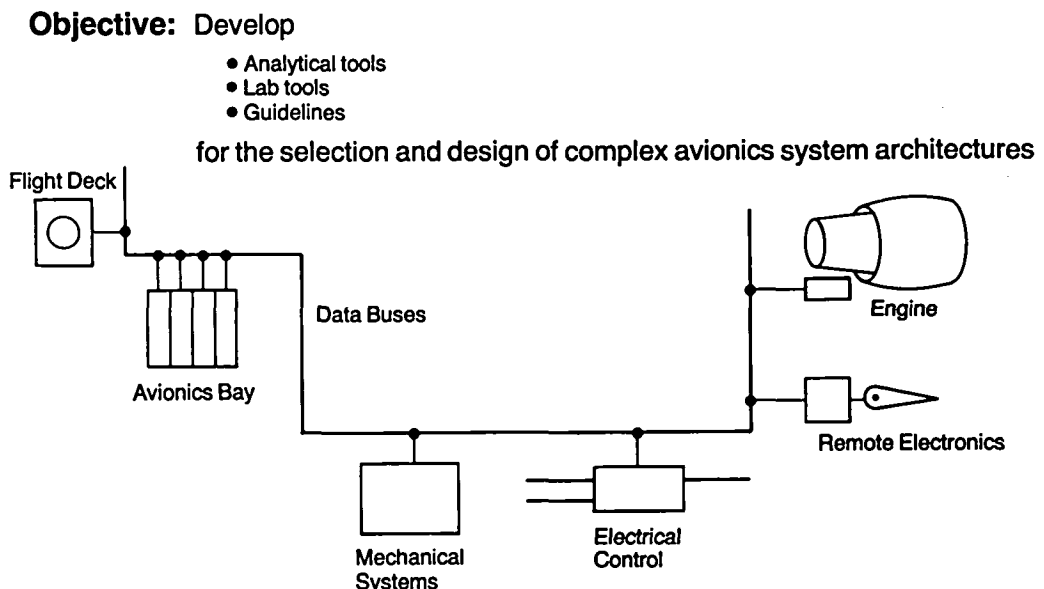 Objective: Develop
• Analytical tools
• Lab tools
• Guidelines
for the selection and design of complex avionics system architectures
Flight Deck
Engine
Data Buses
Avionics Bay
Remote Electronics
Mechanical
Systems
Electrical
Control